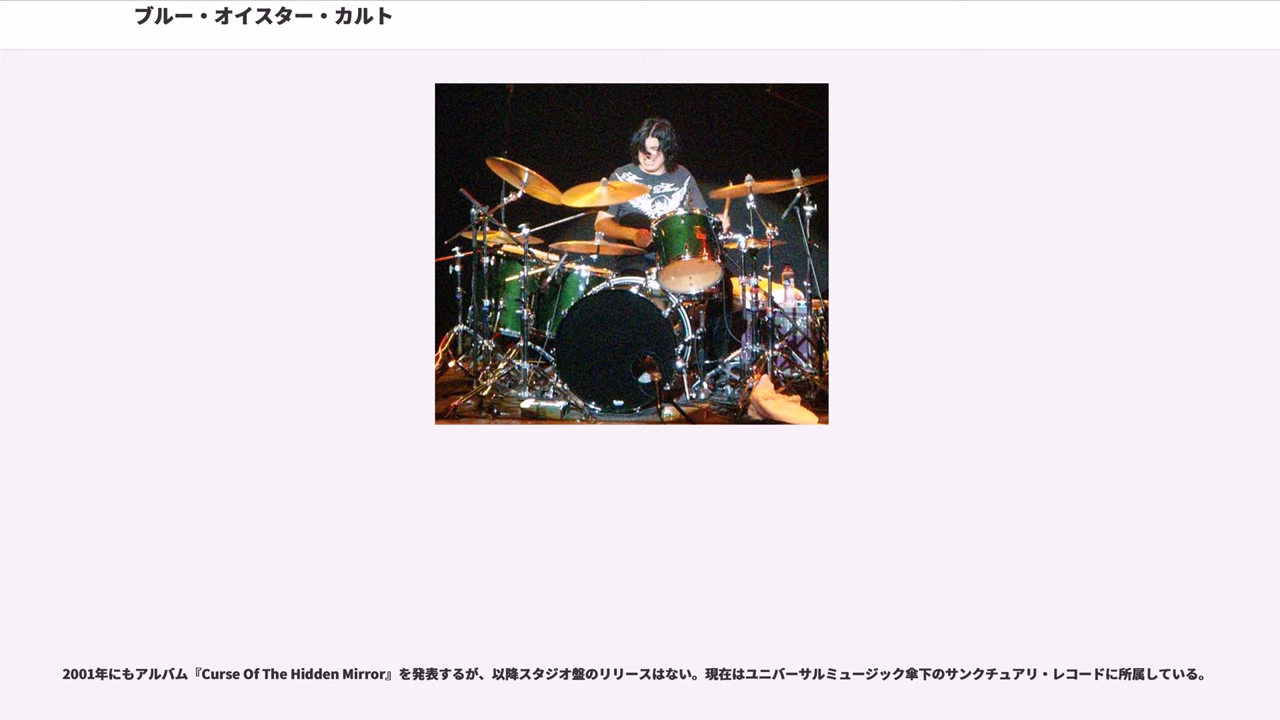 ブルー・オイスター・カルト
2001年にもアルバム『Curse Of The Hidden Mirror』を発表するが、以降スタジオ盤のリリースはない。現在はユニバーサルミュージック傘下のサンクチュアリ・レコードに所属している。